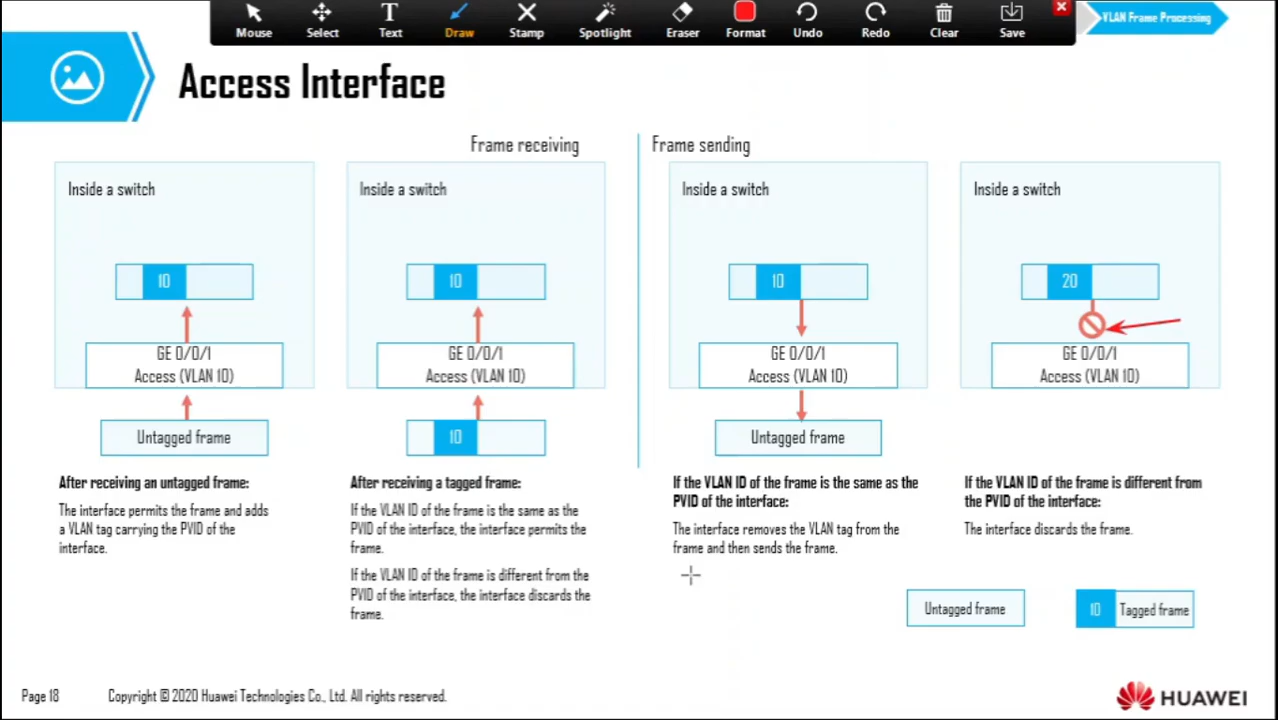 Mouse
Select
Text
Draw
Stamp
Spotlight
Eraser
Format
Undo
Redo
Clear
Save
VLAN Frame Processing
Access Interface
Frame receiving
Frame sending
Inside a switch
10
GE 0/0/1
Access (VLAN 10)
Untagged frame
After receiving an untagged frame:
The interface permits the frame and adds
a VLAN tag carrying the PVID of the
interface.
Inside a switch
10
GE 0/0/1
Access (VLAN 10)
10
After receiving a tagged frame:
If the VLAN ID of the frame is the same as the
PVID of the interface, the interface permits the
frame.
If the VLAN ID of the frame is different from the
PVID of the interface, the interface discards the
frame.
Inside a switch
10
GE 0/0/1
Access (VLAN 10)
Untagged frame
If the VLAN ID of the frame is the same as the
PVID of the interface:
The interface removes the VLAN tag from the
frame and then sends the frame.
Inside a switch
20
GE 0/0/1
Access (VLAN 10)
If the VLAN ID of the frame is different from
the PVID of the interface:
The interface discards the frame.
Untagged frame
10 Tagged frame
Page 18
Copyright © 2020 Huawei Technologies Co., Ltd. All rights reserved.
HUAWEI